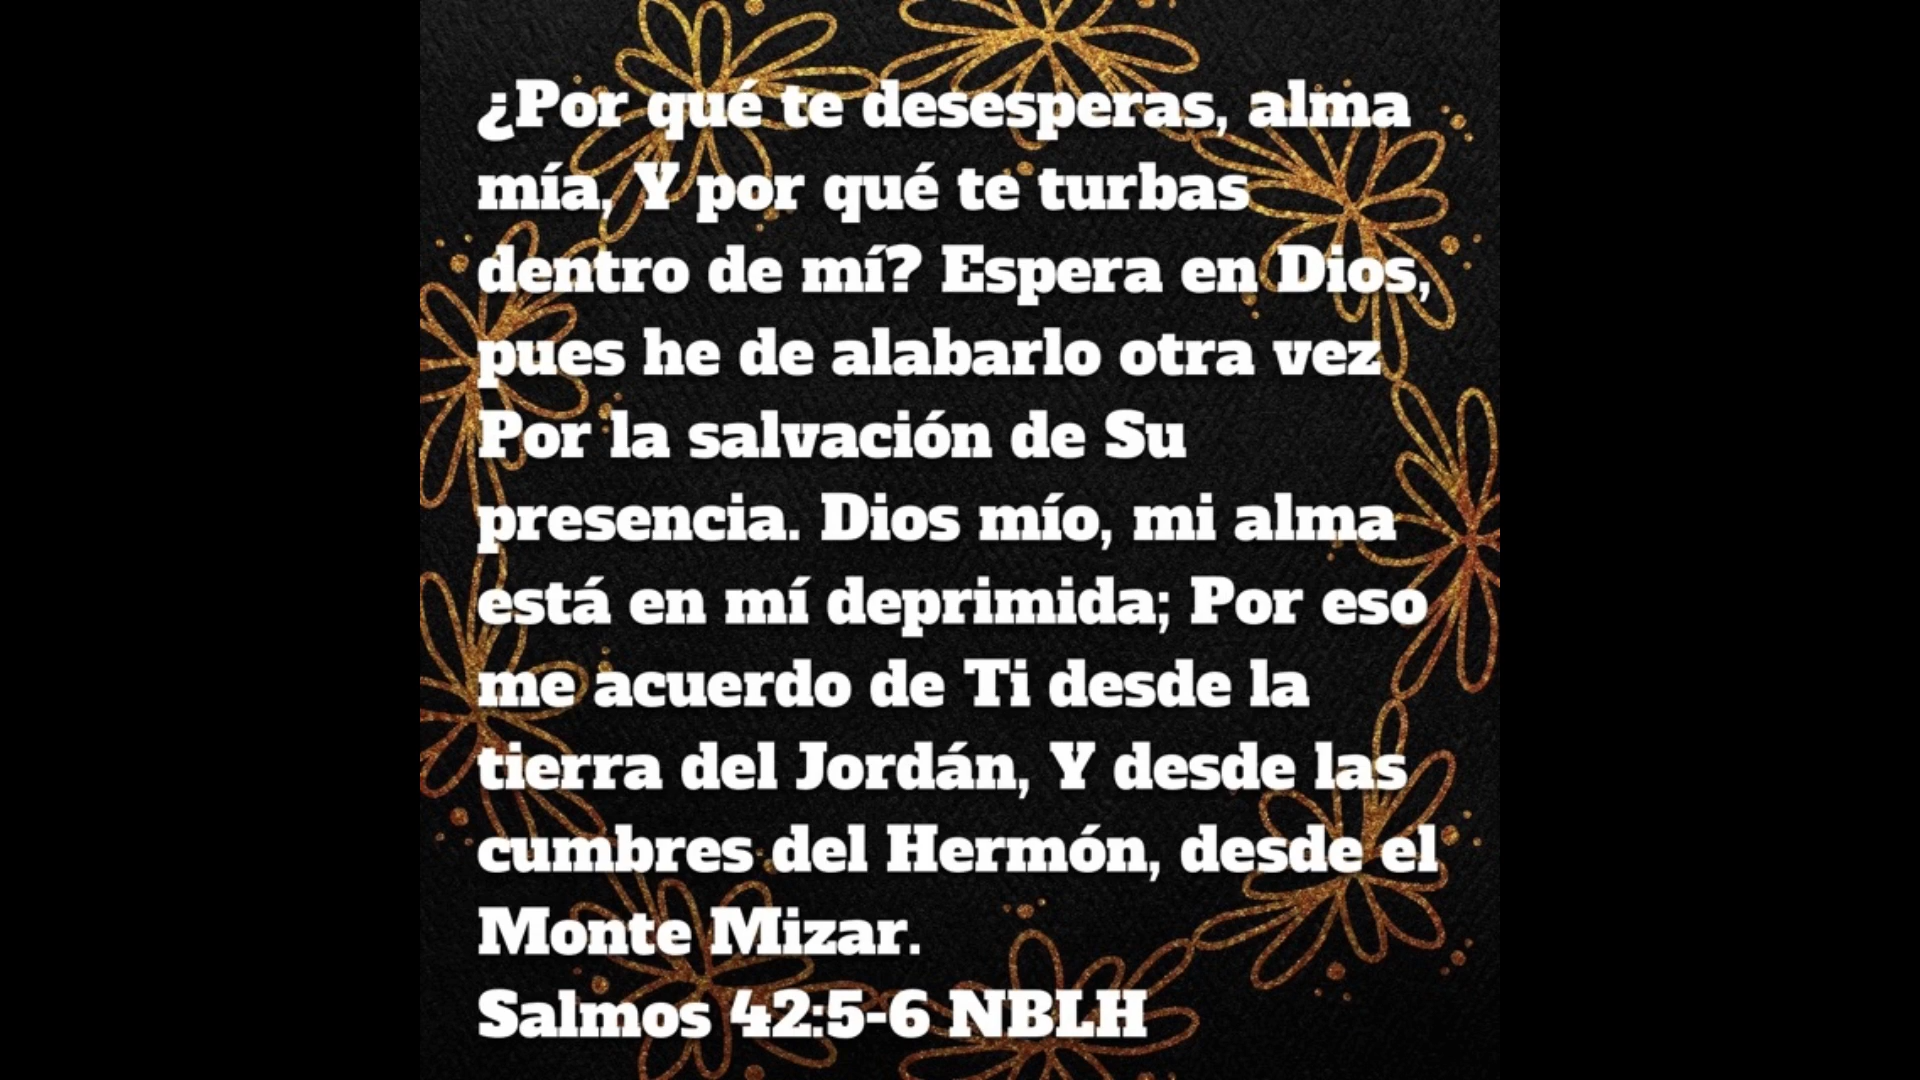 ¿Por qué te desesperas, alma
mía, Y por qué te turbas
dentro de mí? Espera en Dios,
pues he de alabarlo otra vez
Por la salvación de Su
presencia. Dios mío, mi alma
está en mí deprimida; Por eso
me acuerdo de Ti desde la
tierra del Jordán, Y desde las
cumbres del Hermón, desde el
Monte Mizar.
Salmos 42:5-6 NBLH